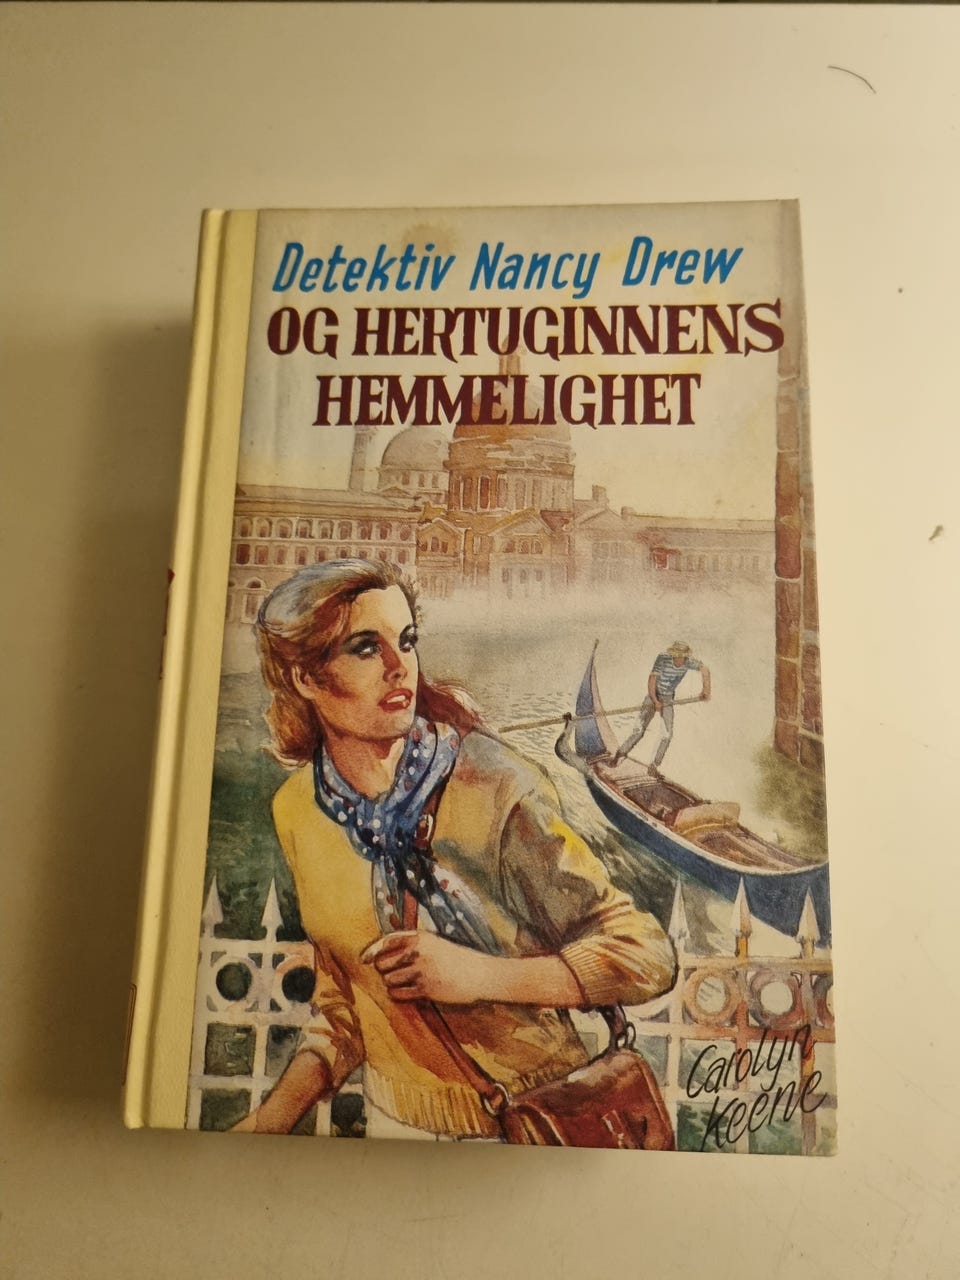 Detektiv Nancy Drew
OG HERTUGINNENS
HEMMELIGHET
Carolyn
Keene